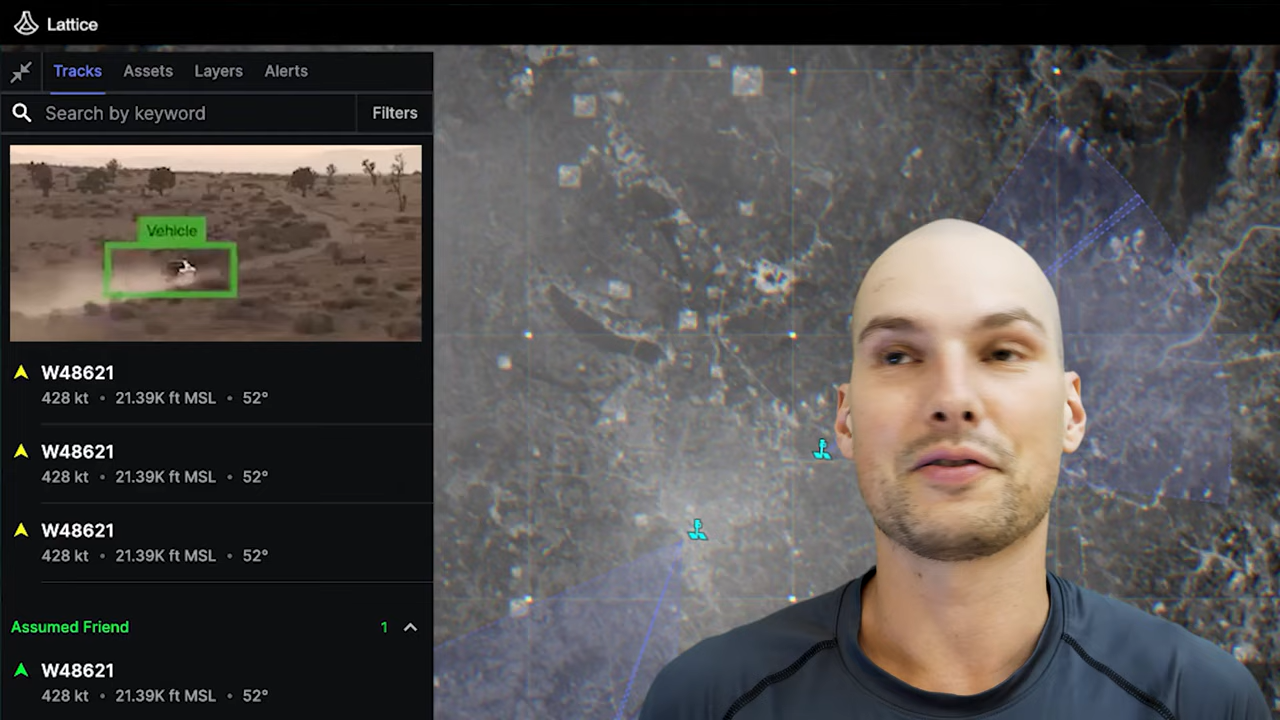 Lattice
Tracks Assets Layers Alerts
Search by keyword Filters
Vehicle
W48621
428 kt • 21.39K ft MSL • 52°
W48621
428 kt • 21.39K ft MSL • 52°
W48621
428 kt • 21.39K ft MSL • 52°
Assumed Friend 1
W48621
428 kt • 21.39K ft MSL • 52°